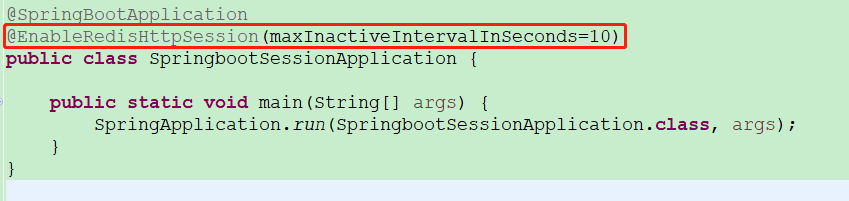 @SpringBootApplication
@EnableRedisHttpSession(maxInactiveIntervalInSeconds=10)
public class SpringbootSessionApplication {
    public static void main(String[] args) {
        SpringApplication.run(SpringbootSessionApplication.class, args);
    }
}